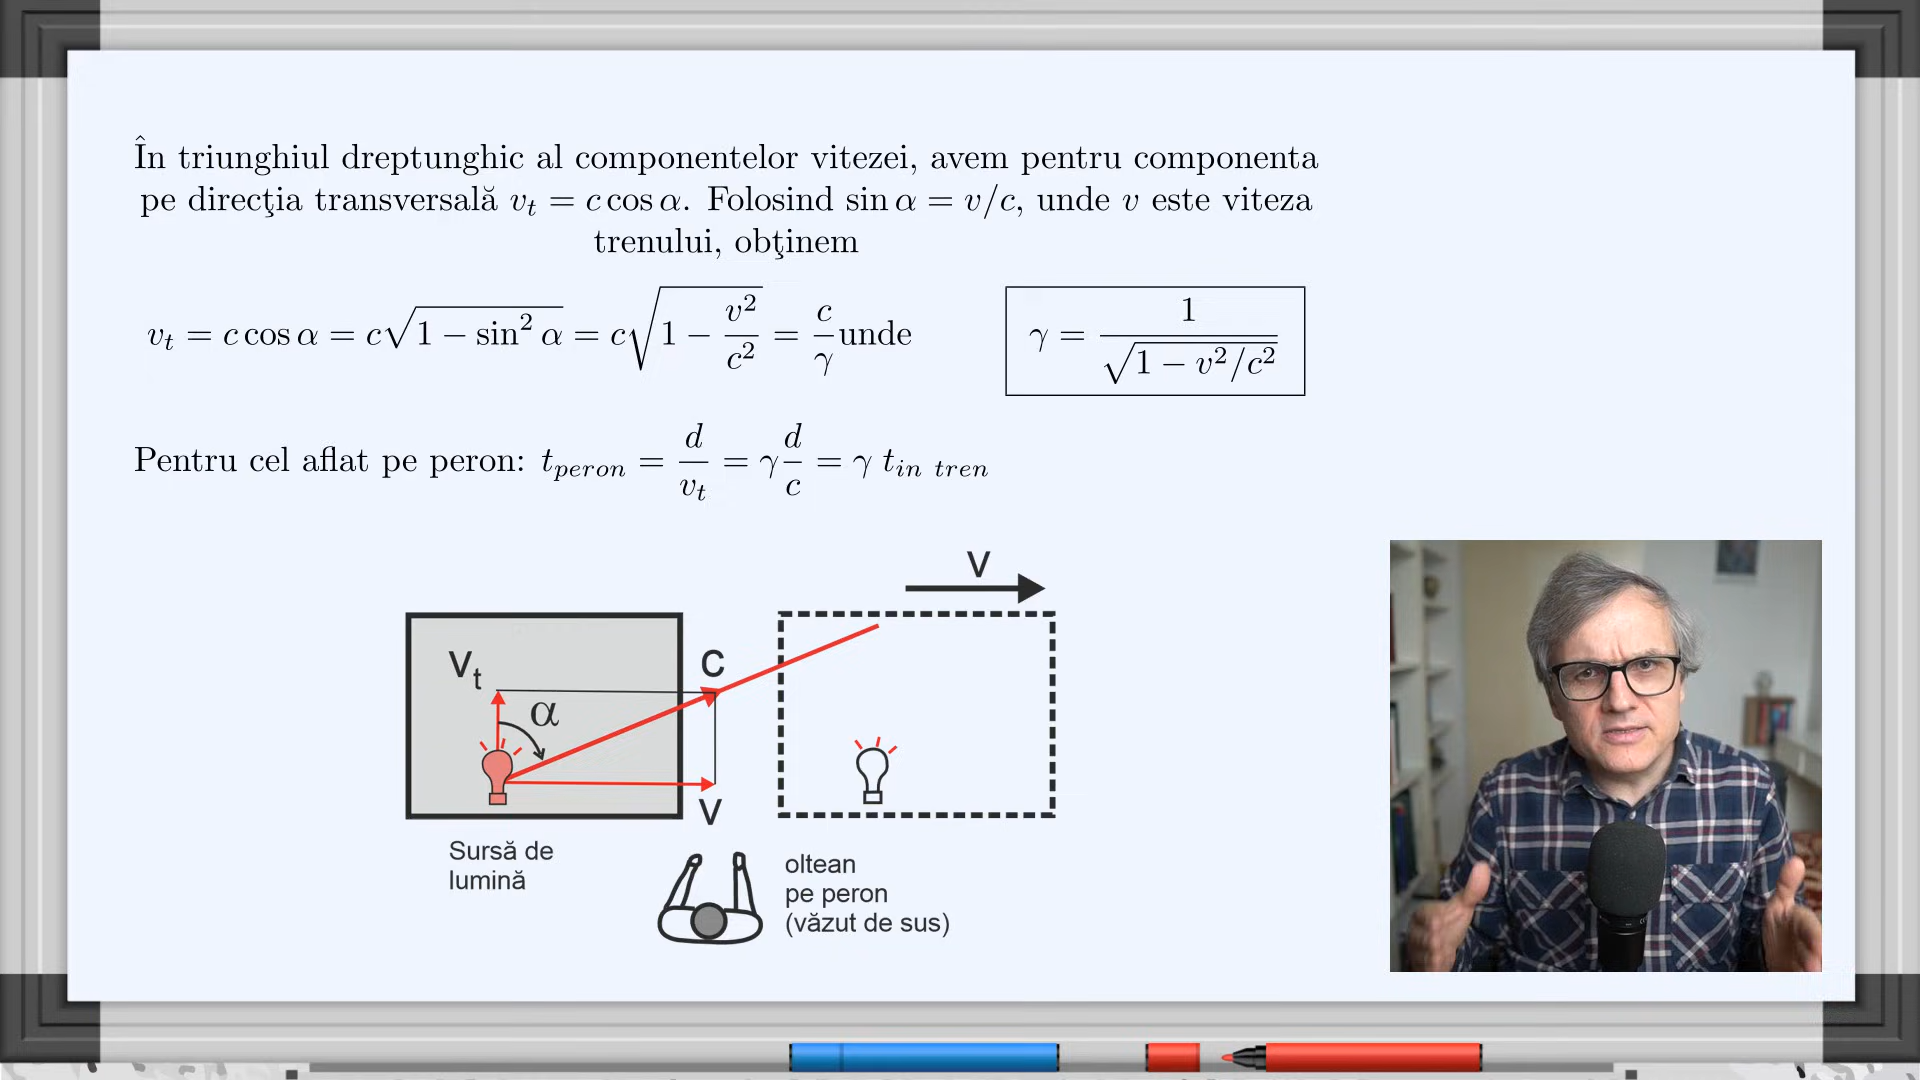 În triunghiul dreptunghic al componentelor vitezei, avem pentru componenta
pe direcţia transversală v_t = c cos α. Folosind sin α = v/c, unde v este viteza
trenului, obţinem
v_t = c cos α = c√(1 − sin² α) = c√(1 − v²/c²) = c/γ unde
γ = 1/√(1 − v²/c²)
Pentru cel aflat pe peron: t_peron = d/v_t = γ d/c = γ t_in tren
V
V_t
α
C
V
Sursă de
lumină
oltean
pe peron
(văzut de sus)